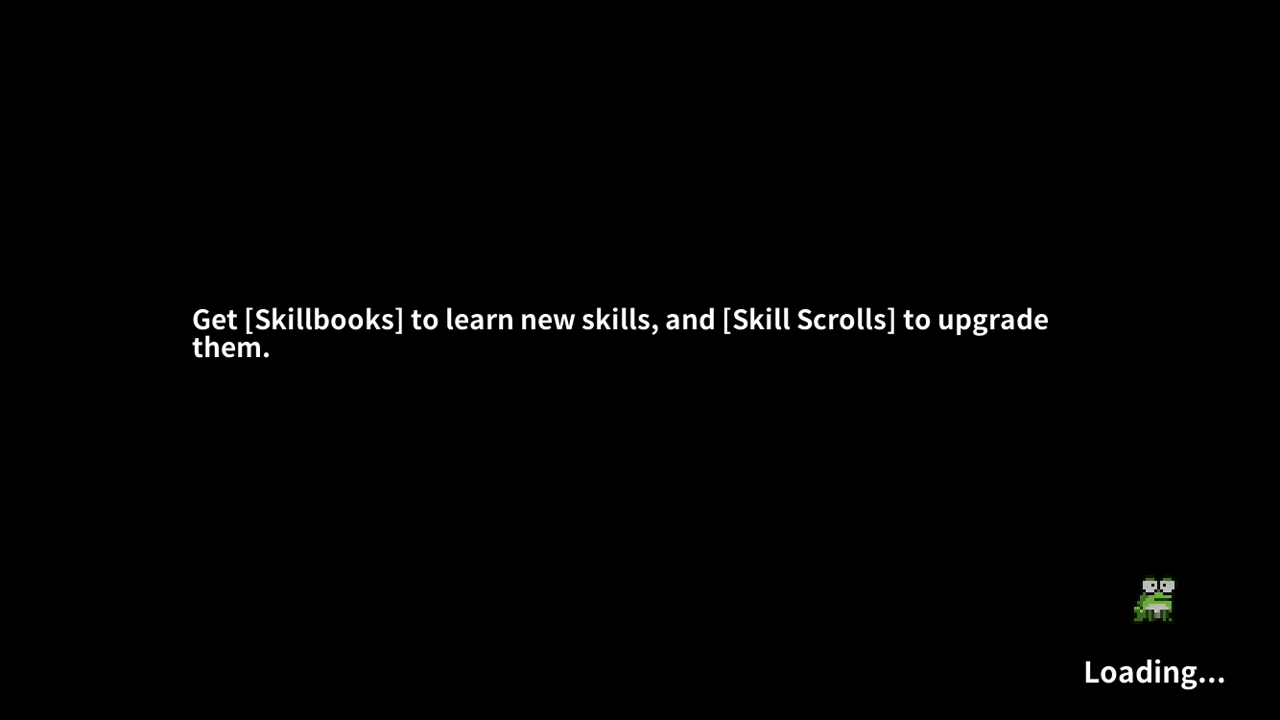 Get [Skillbooks] to learn new skills, and [Skill Scrolls] to upgrade
them.
Loading...